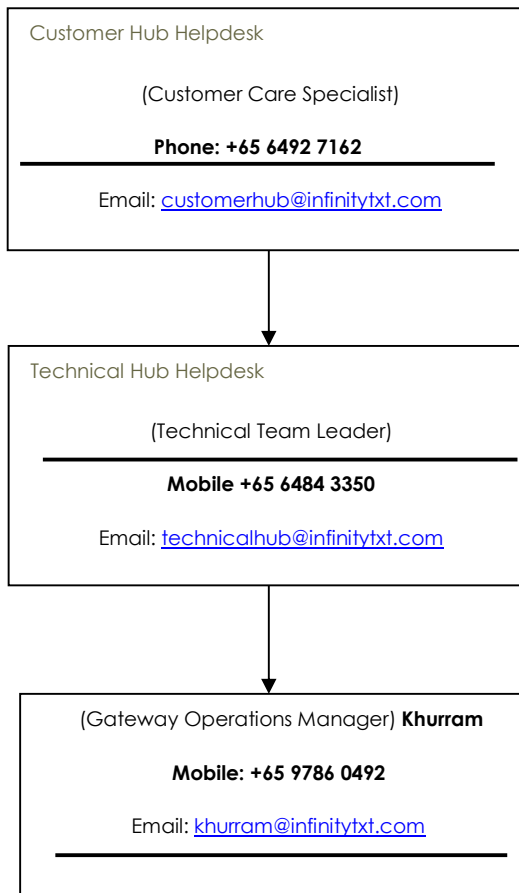 Customer Hub Helpdesk
(Customer Care Specialist)
Phone: +65 6492 7162
Email: customerhub@infinitytxt.com
Technical Hub Helpdesk
(Technical Team Leader)
Mobile +65 6484 3350
Email: technicalhub@infinitytxt.com
(Gateway Operations Manager) Khurram
Mobile: +65 9786 0492
Email: khurram@infinitytxt.com